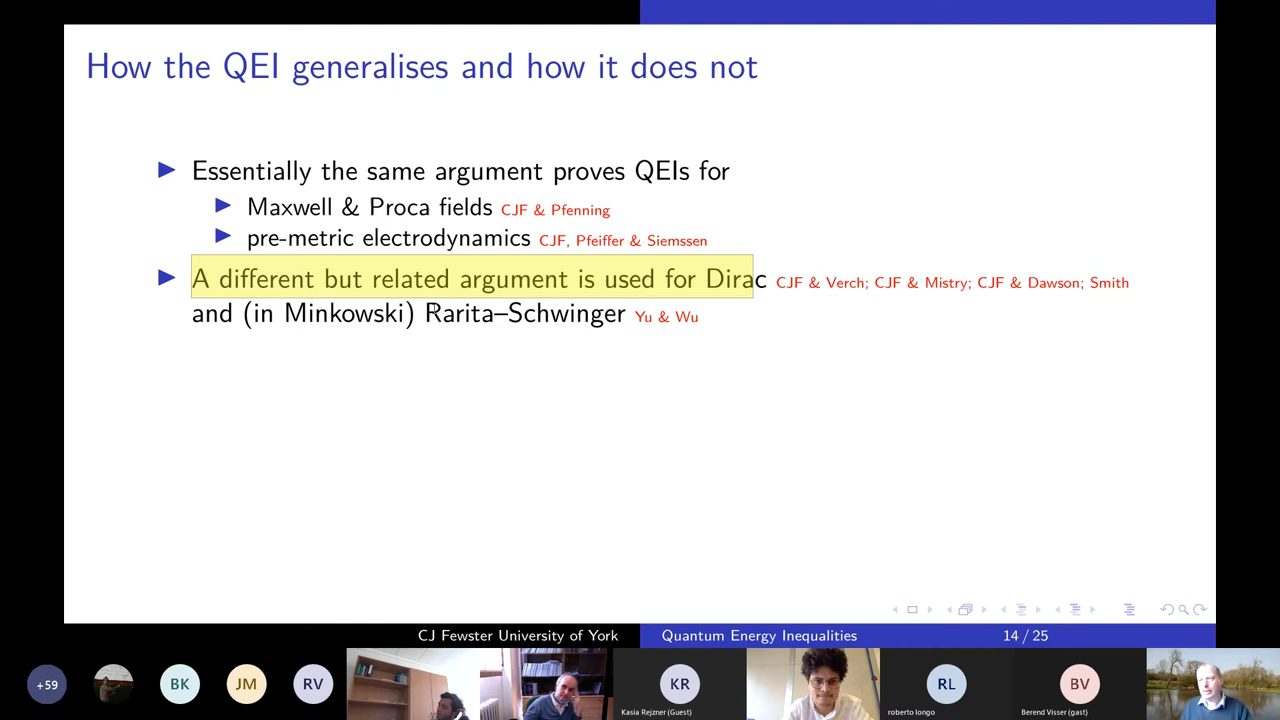 How the QEI generalises and how it does not
▶ Essentially the same argument proves QEIs for
▶ Maxwell & Proca fields CJF & Pfenning
▶ pre-metric electrodynamics CJF, Pfeiffer & Siemssen
▶ A different but related argument is used for Dirac CJF & Verch; CJF & Mistry; CJF & Dawson; Smith
and (in Minkowski) Rarita–Schwinger Yu & Wu
CJ Fewster University of York Quantum Energy Inequalities 14 / 25
+59 BK JM RV KR RL BV
Kasia Rejzner (Guest) roberto longo Berend Visser (gast)